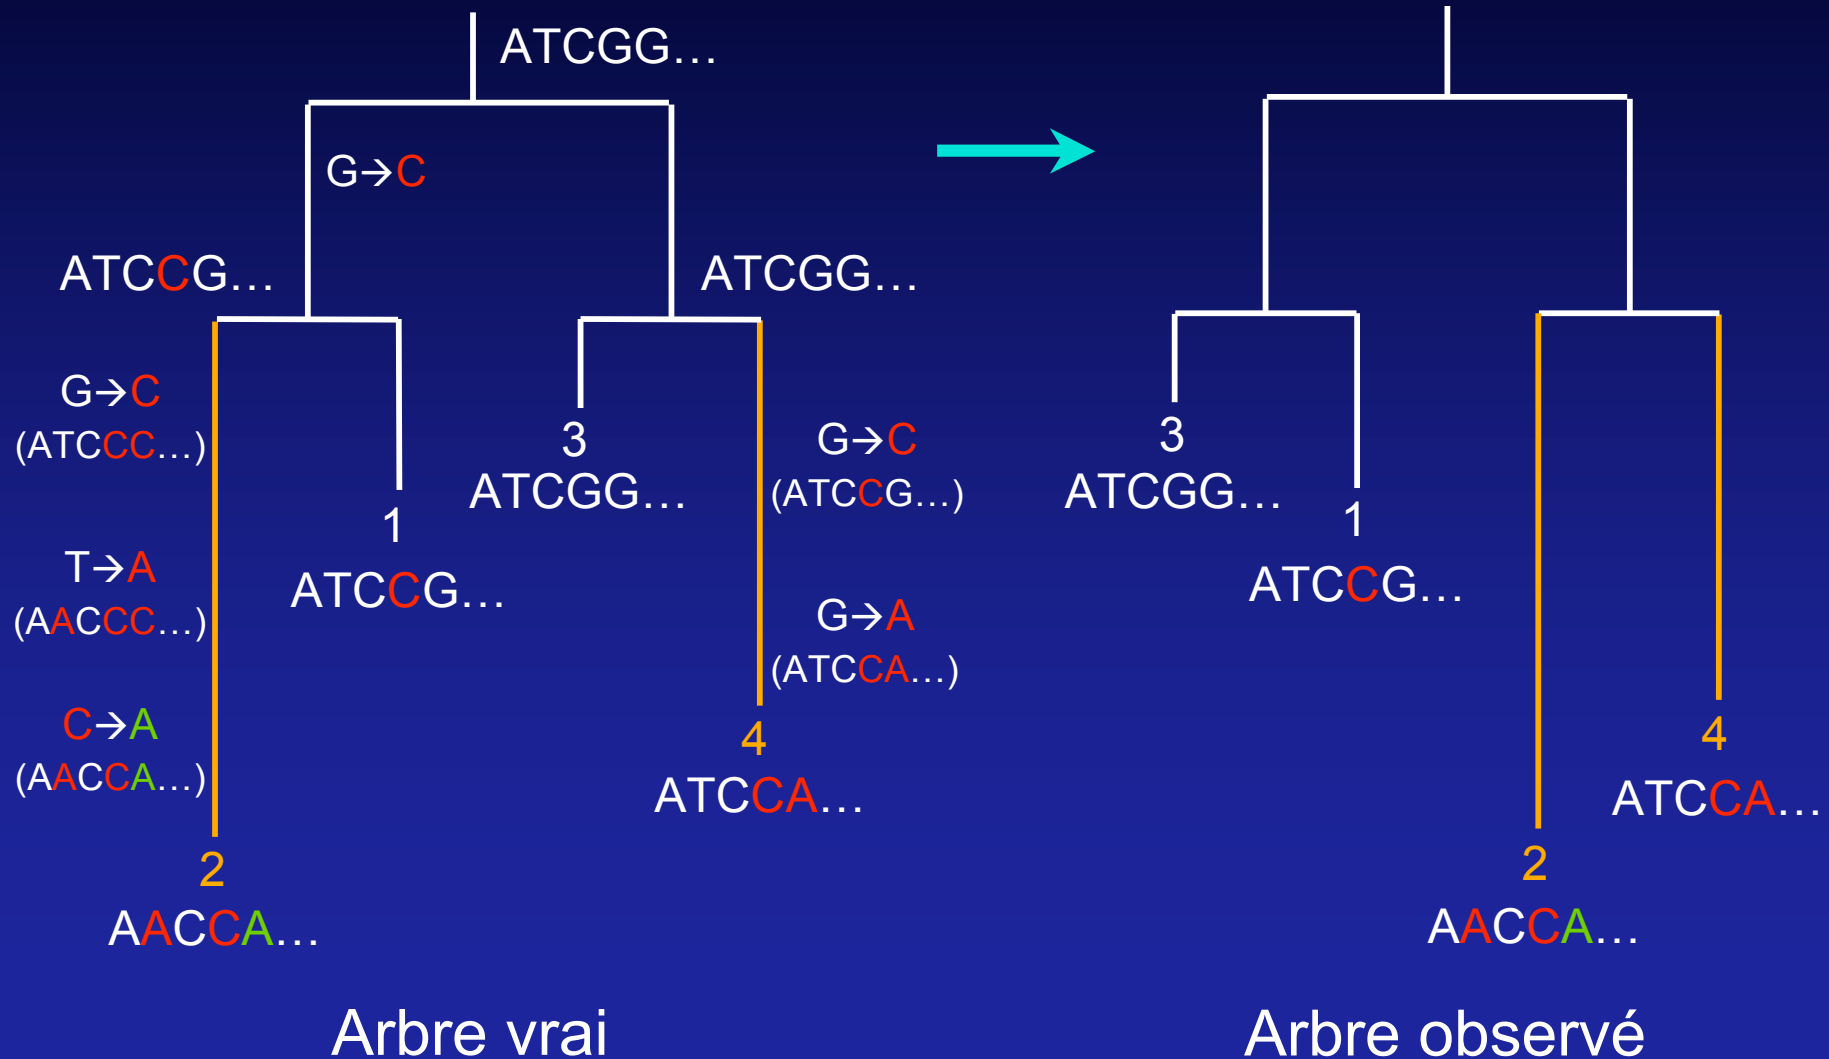 ATCGG…
G→C
ATCCG…
ATCGG…
G→C
(ATCCC…)
T→A
(AACCC…)
C→A
(AACCA…)
2
AACCA…
1
ATCCG…
3
ATCGG…
G→C
(ATCCG…)
G→A
(ATCCA…)
4
ATCCA…
Arbre vrai
3
ATCGG…
1
ATCCG…
2
AACCA…
4
ATCCA…
Arbre observé